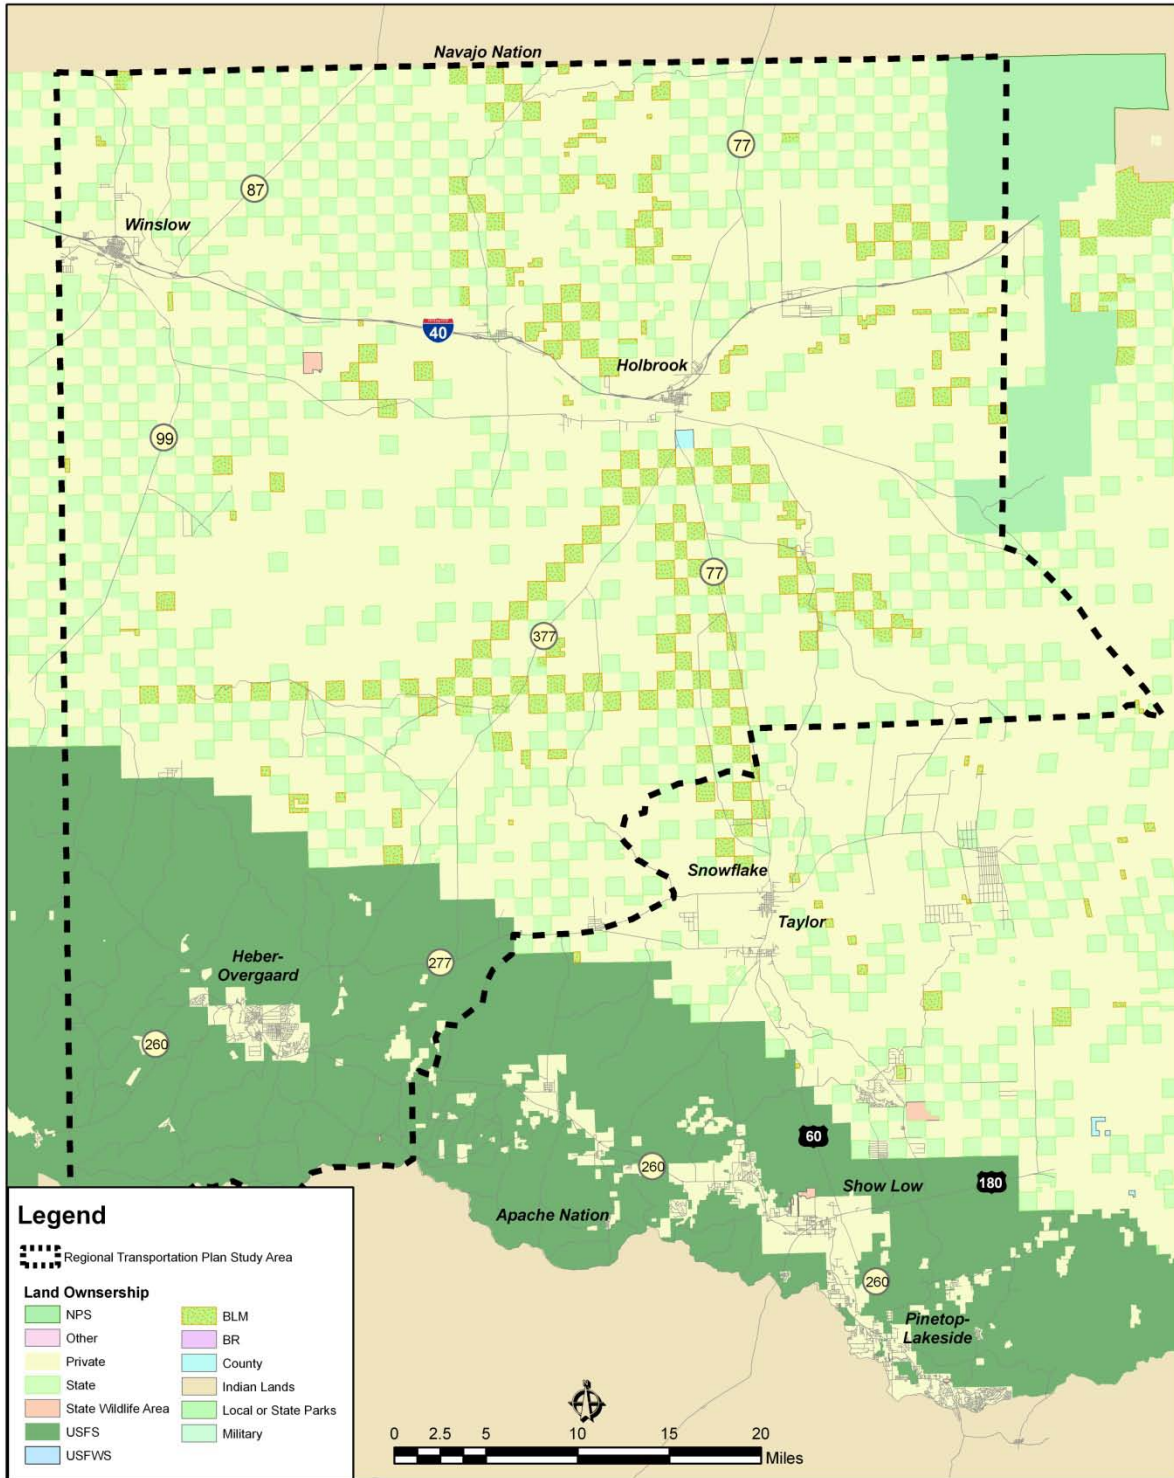 Navajo Nation
77
87
Winslow
40
Holbrook
99
77
377
Snowflake
Taylor
Heber-
Overgaard
277
260
60
260
Show Low
180
Apache Nation
260
Pinetop-
Lakeside
Legend
Regional Transportation Plan Study Area
Land Ownsership
NPS
Other
Private
State
State Wildlife Area
USFS
USFWS
BLM
BR
County
Indian Lands
Local or State Parks
Military
0 2.5 5 10 15 20
Miles